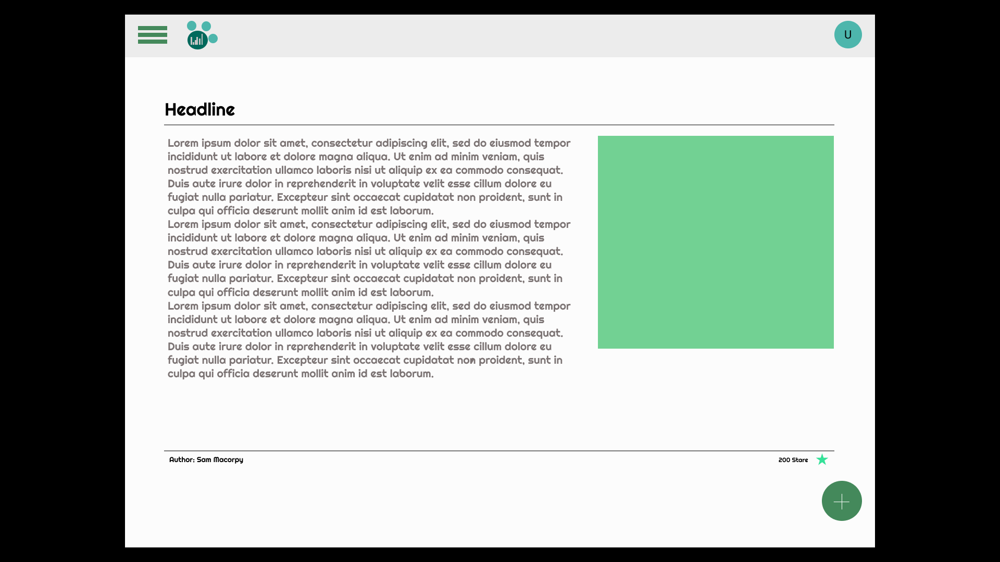 U
Headline
Lorem ipsum dolor sit amet, consectetur adipiscing elit, sed do eiusmod tempor
incididunt ut labore et dolore magna aliqua. Ut enim ad minim veniam, quis
nostrud exercitation ullamco laboris nisi ut aliquip ex ea commodo consequat.
Duis aute irure dolor in reprehenderit in voluptate velit esse cillum dolore eu
fugiat nulla pariatur. Excepteur sint occaecat cupidatat non proident, sunt in
culpa qui officia deserunt mollit anim id est laborum.
Lorem ipsum dolor sit amet, consectetur adipiscing elit, sed do eiusmod tempor
incididunt ut labore et dolore magna aliqua. Ut enim ad minim veniam, quis
nostrud exercitation ullamco laboris nisi ut aliquip ex ea commodo consequat.
Duis aute irure dolor in reprehenderit in voluptate velit esse cillum dolore eu
fugiat nulla pariatur. Excepteur sint occaecat cupidatat non proident, sunt in
culpa qui officia deserunt mollit anim id est laborum.
Lorem ipsum dolor sit amet, consectetur adipiscing elit, sed do eiusmod tempor
incididunt ut labore et dolore magna aliqua. Ut enim ad minim veniam, quis
nostrud exercitation ullamco laboris nisi ut aliquip ex ea commodo consequat.
Duis aute irure dolor in reprehenderit in voluptate velit esse cillum dolore eu
fugiat nulla pariatur. Excepteur sint occaecat cupidatat non proident, sunt in
culpa qui officia deserunt mollit anim id est laborum.
Author: Sam Macorpy
200 Stare